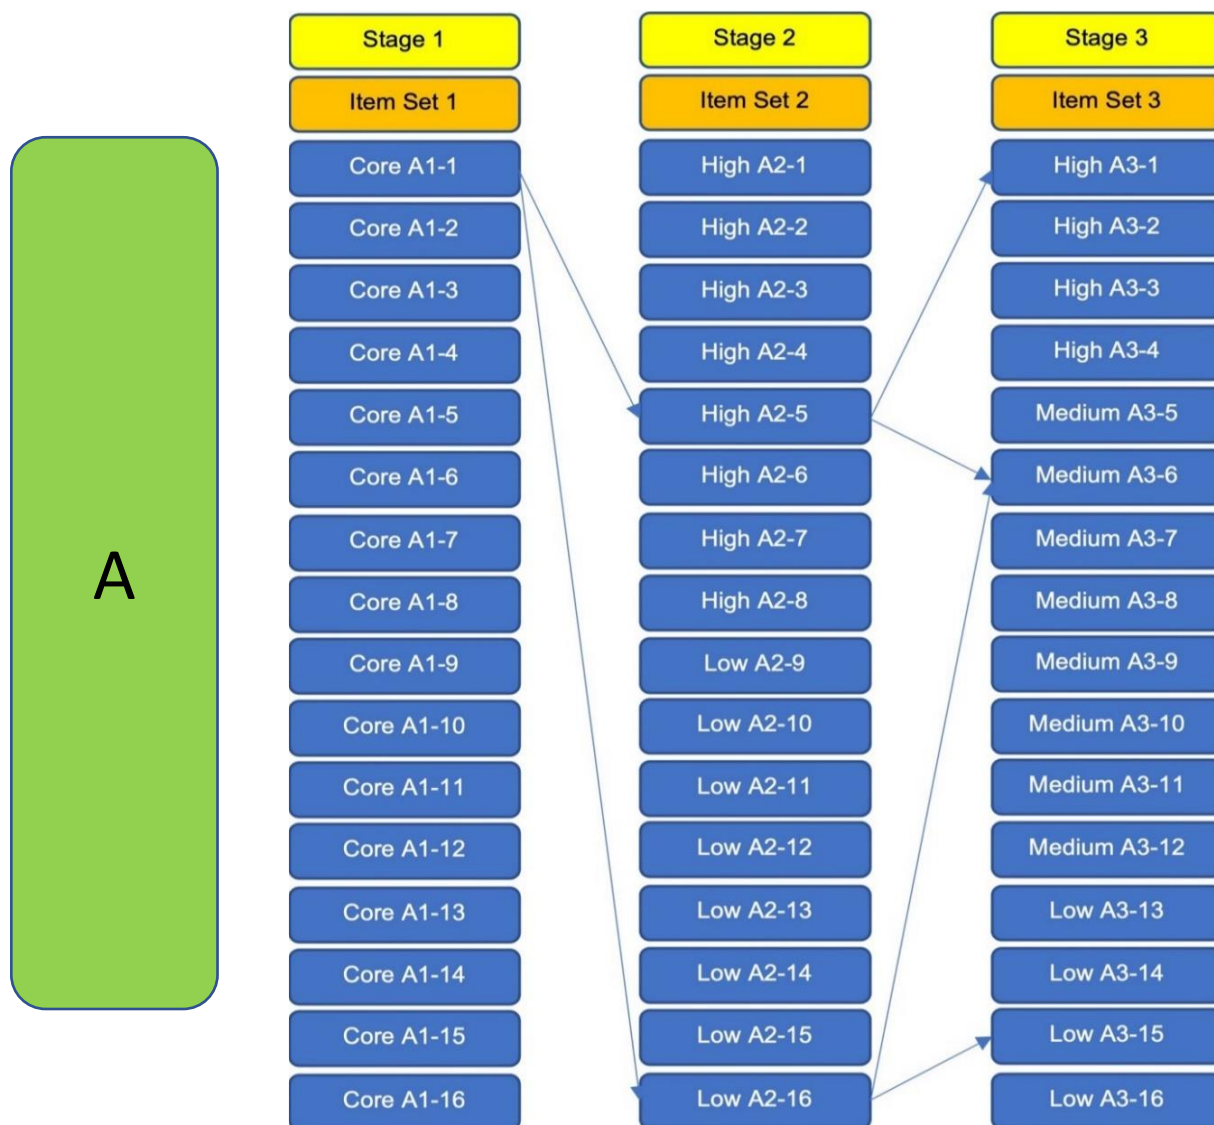 Stage 1
Stage 2
Stage 3
Item Set 1
Item Set 2
Item Set 3
A
Core A1-1
High A2-1
High A3-1
Core A1-2
High A2-2
High A3-2
Core A1-3
High A2-3
High A3-3
Core A1-4
High A2-4
High A3-4
Core A1-5
High A2-5
Medium A3-5
Core A1-6
High A2-6
Medium A3-6
Core A1-7
High A2-7
Medium A3-7
Core A1-8
High A2-8
Medium A3-8
Core A1-9
Low A2-9
Medium A3-9
Core A1-10
Low A2-10
Medium A3-10
Core A1-11
Low A2-11
Medium A3-11
Core A1-12
Low A2-12
Medium A3-12
Core A1-13
Low A2-13
Low A3-13
Core A1-14
Low A2-14
Low A3-14
Core A1-15
Low A2-15
Low A3-15
Core A1-16
Low A2-16
Low A3-16